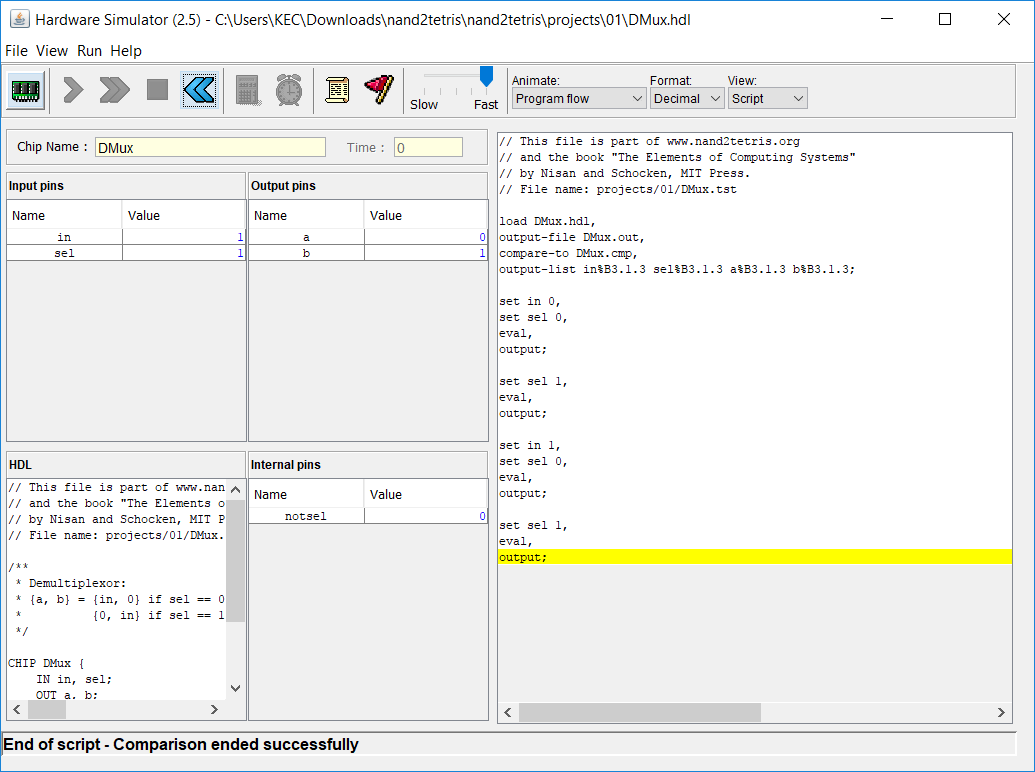 Hardware Simulator (2.5) - C:\Users\KEC\Downloads\nand2tetris\nand2tetris\projects\01\DMux.hdl
File View Run Help
Slow Fast
Animate: Format: View:
Program flow Decimal Script
Chip Name : DMux Time : 0
Input pins
Name Value
in 1
sel 1
Output pins
Name Value
a 0
b 1
HDL
// This file is part of www.nan
// and the book "The Elements o
// by Nisan and Schocken, MIT P
// File name: projects/01/DMux.
/**
* Demultiplexor:
* {a, b} = {in, 0} if sel == 0
* {0, in} if sel == 1
*/
CHIP DMux {
IN in, sel;
OUT a, b;
Internal pins
Name Value
notsel 0
// This file is part of www.nand2tetris.org
// and the book "The Elements of Computing Systems"
// by Nisan and Schocken, MIT Press.
// File name: projects/01/DMux.tst
load DMux.hdl,
output-file DMux.out,
compare-to DMux.cmp,
output-list in%B3.1.3 sel%B3.1.3 a%B3.1.3 b%B3.1.3;
set in 0,
set sel 0,
eval,
output;
set sel 1,
eval,
output;
set in 1,
set sel 0,
eval,
output;
set sel 1,
eval,
output;
End of script - Comparison ended successfully